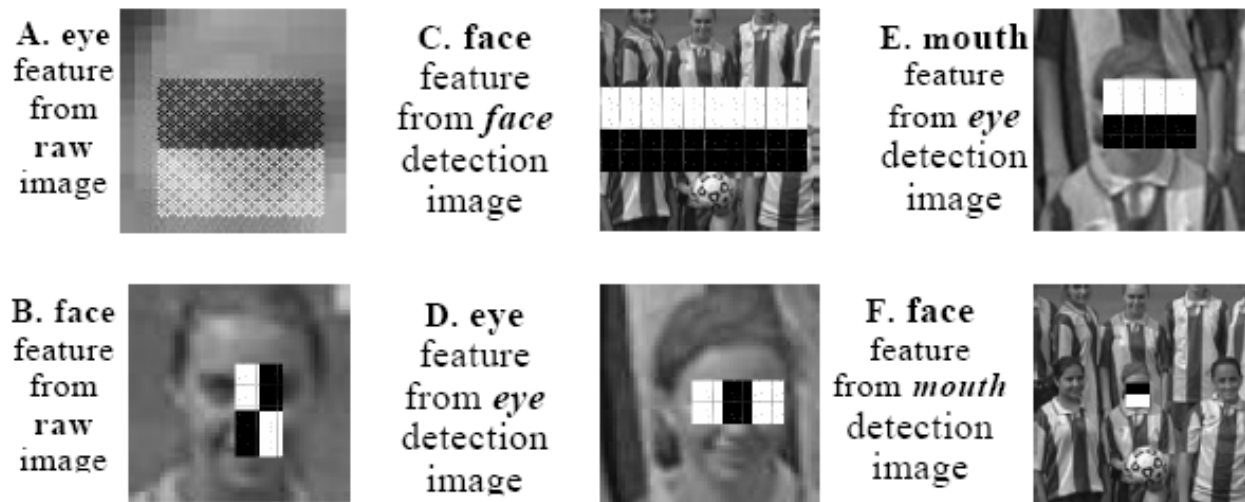 A. eye
feature
from
raw
image
C. face
feature
from face
detection
image
E. mouth
feature
from eye
detection
image
B. face
feature
from
raw
image
D. eye
feature
from eye
detection
image
F. face
feature
from mouth
detection
image